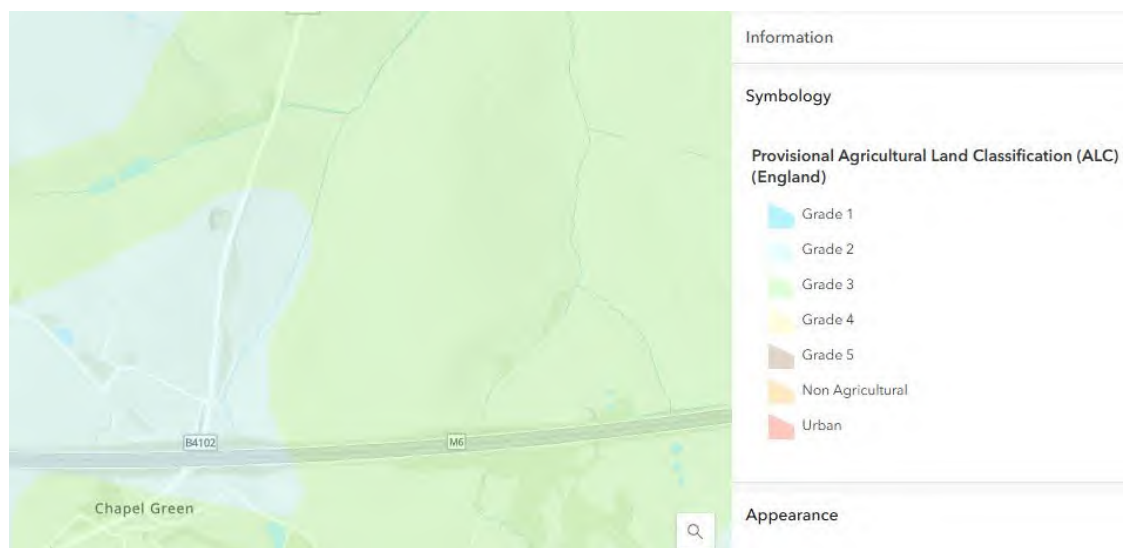 B4102
M6
Chapel Green
Information
Symbology
Provisional Agricultural Land Classification (ALC)
(England)
Grade 1
Grade 2
Grade 3
Grade 4
Grade 5
Non Agricultural
Urban
Appearance